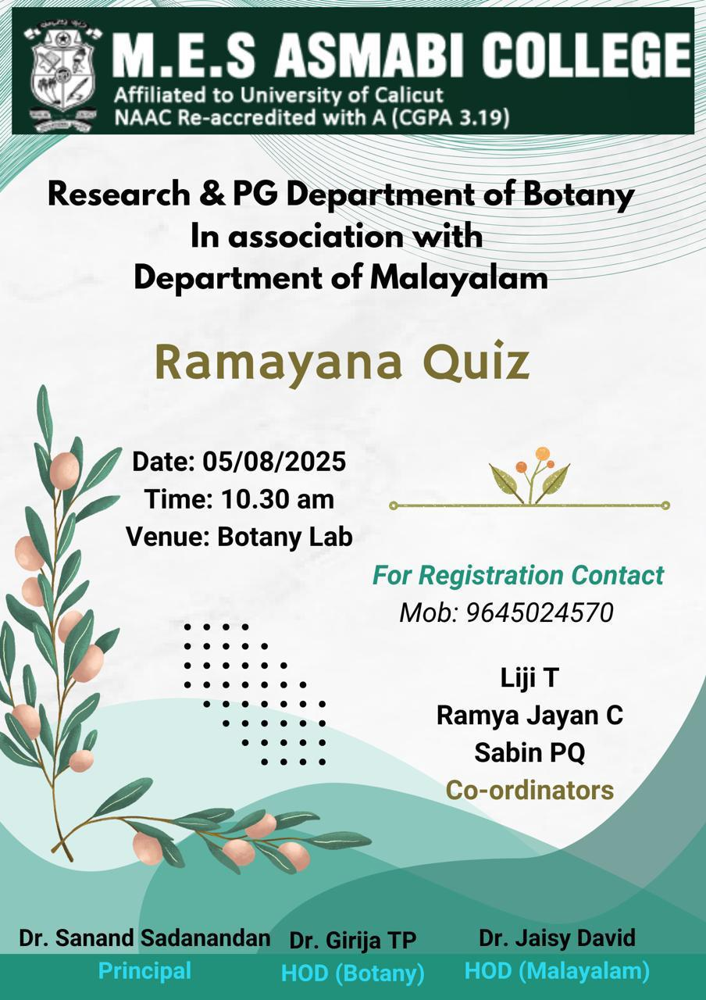 M.E.S ASMABI COLLEGE
Affiliated to University of Calicut
NAAC Re-accredited with A (CGPA 3.19)
Research & PG Department of Botany
In association with
Department of Malayalam
Ramayana Quiz
Date: 05/08/2025
Time: 10.30 am
Venue: Botany Lab
For Registration Contact
Mob: 9645024570
Liji T
Ramya Jayan C
Sabin PQ
Co-ordinators
Dr. Sanand Sadanandan
Principal
Dr. Girija TP
HOD (Botany)
Dr. Jaisy David
HOD (Malayalam)